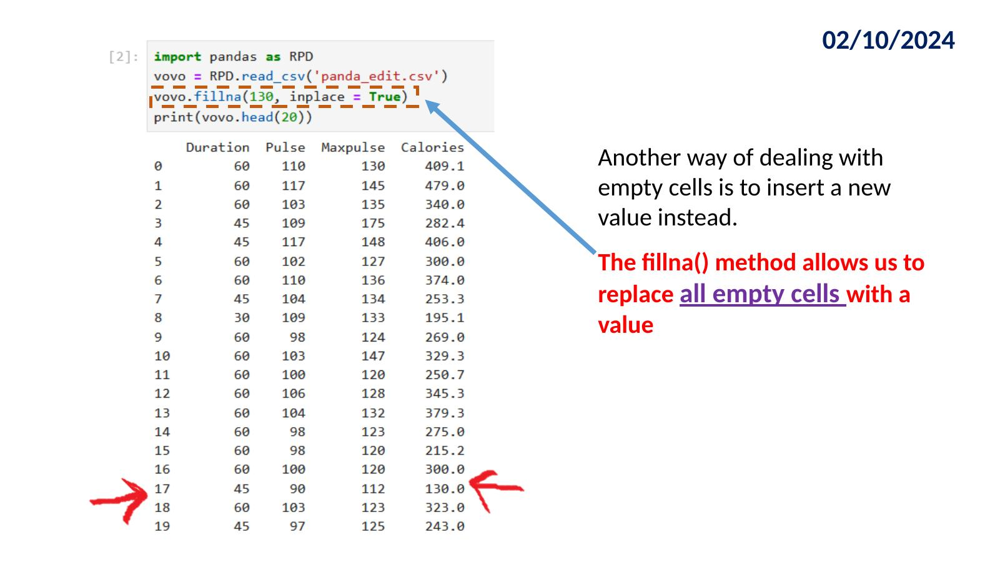 02/10/2024
[2]: import pandas as RPD
vovo = RPD.read_csv('panda_edit.csv')
vovo.fillna(130, inplace = True)
print(vovo.head(20))
Duration Pulse Maxpulse Calories
0 60 110 130 409.1
1 60 117 145 479.0
2 60 103 135 340.0
3 45 109 175 282.4
4 45 117 148 406.0
5 60 102 127 300.0
6 60 110 136 374.0
7 45 104 134 253.3
8 30 109 133 195.1
9 60 98 124 269.0
10 60 103 147 329.3
11 60 100 120 250.7
12 60 106 128 345.3
13 60 104 132 379.3
14 60 98 123 275.0
15 60 98 120 215.2
16 60 100 120 300.0
17 45 90 112 130.0
18 60 103 123 323.0
19 45 97 125 243.0
Another way of dealing with
empty cells is to insert a new
value instead.
The fillna() method allows us to
replace all empty cells with a
value